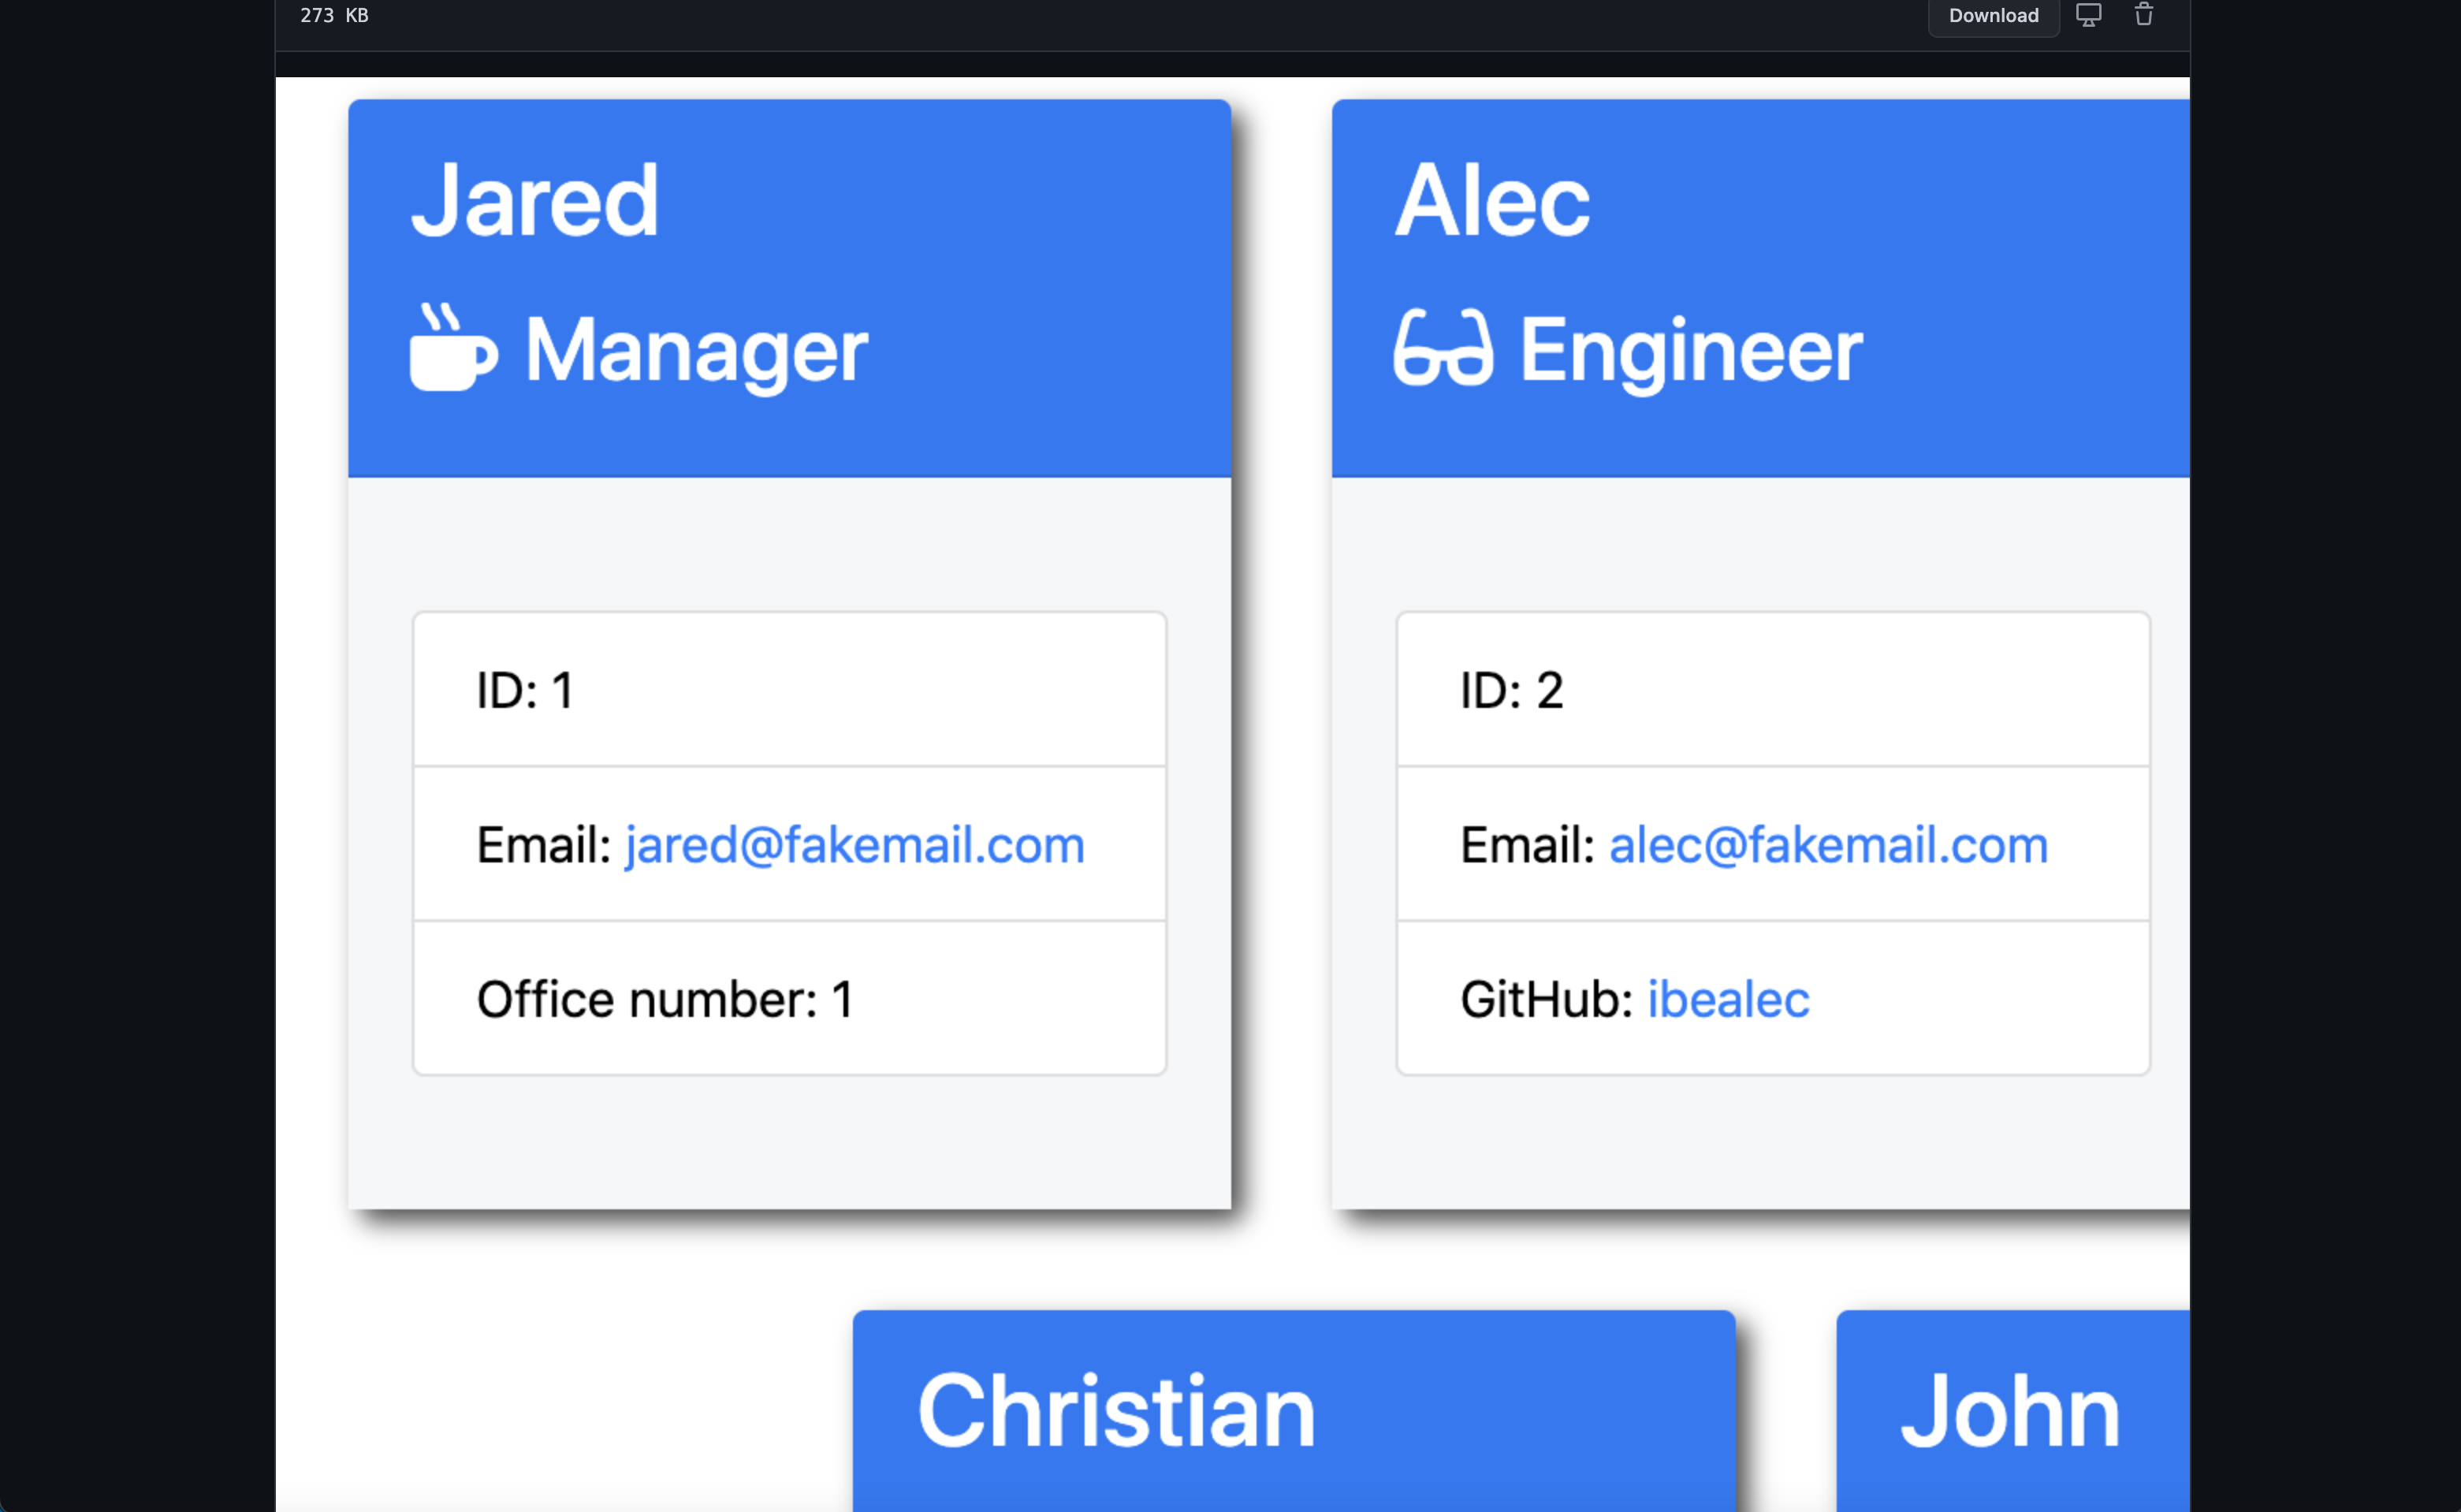 273 KB
Download
Jared
Manager
ID: 1
Email: jared@fakemail.com
Office number: 1
Alec
Engineer
ID: 2
Email: alec@fakemail.com
GitHub: ibealec
Christian
John